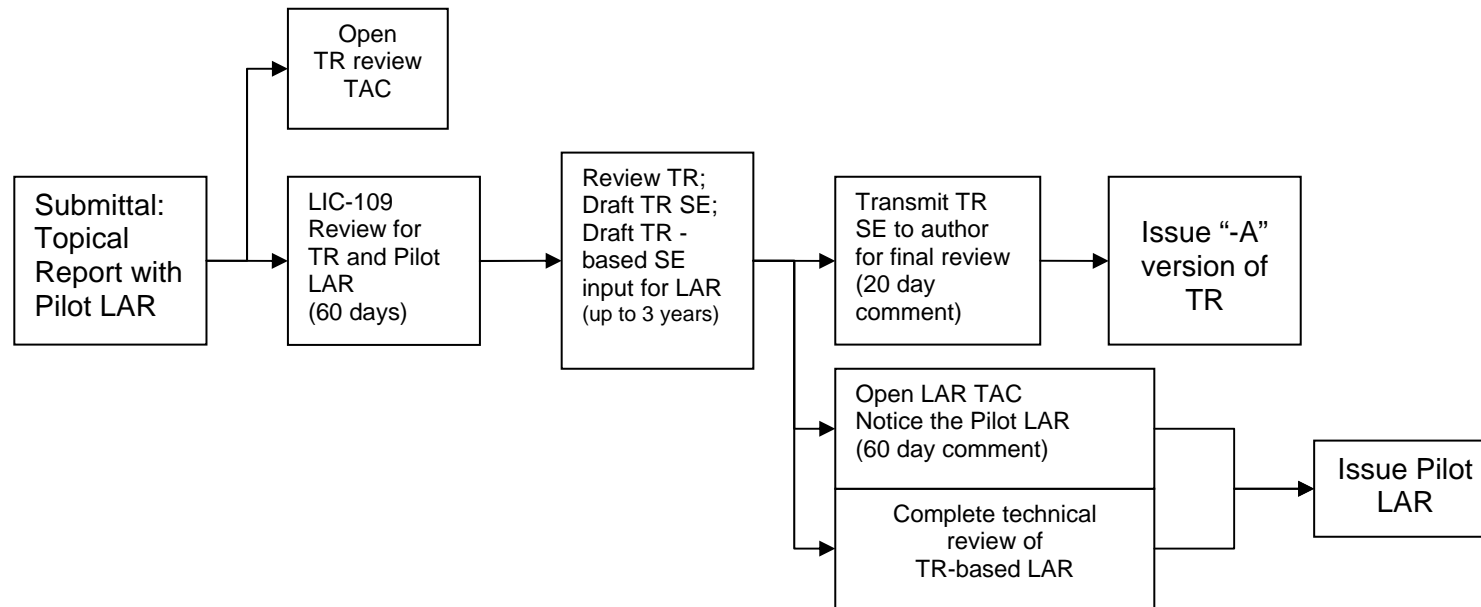 Open
TR review
TAC
Submittal:
Topical
Report with
Pilot LAR
LIC-109
Review for
TR and Pilot
LAR
(60 days)
Review TR;
Draft TR SE;
Draft TR -
based SE
input for LAR
(up to 3 years)
Transmit TR
SE to author
for final review
(20 day
comment)
Issue “-A”
version of
TR
Open LAR TAC
Notice the Pilot LAR
(60 day comment)
Complete technical
review of
TR-based LAR
Issue Pilot
LAR